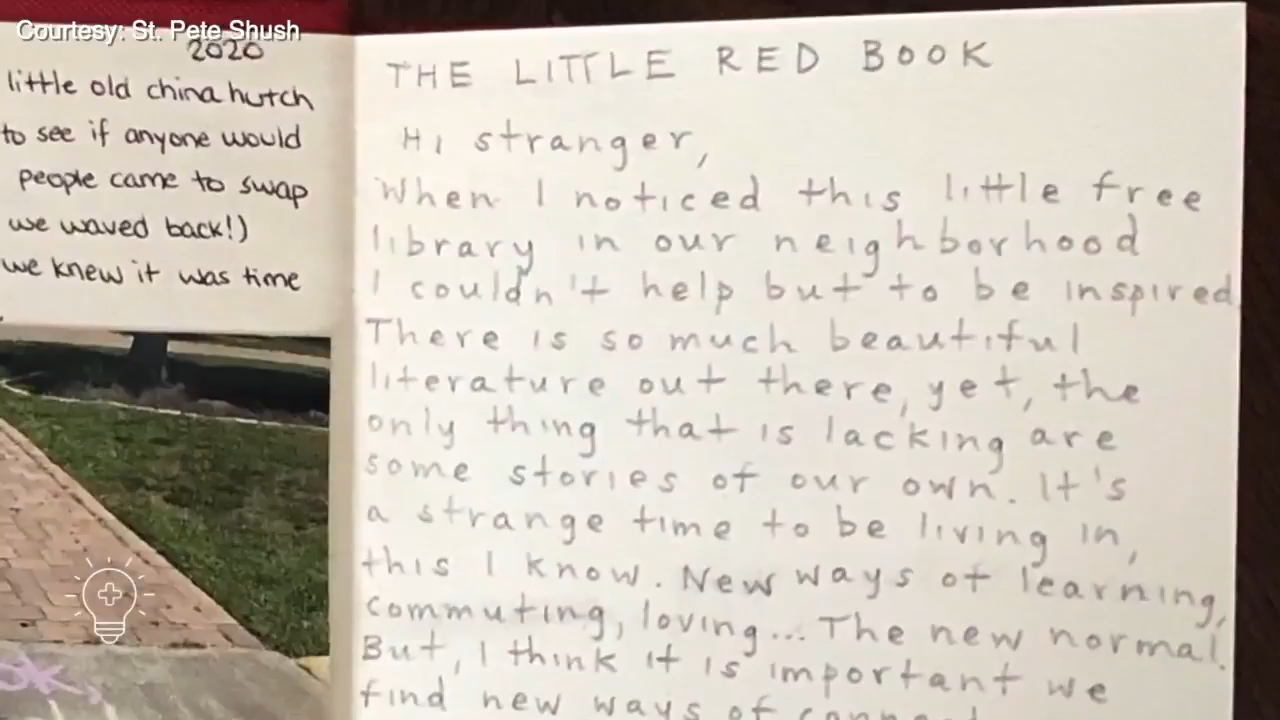 Courtesy: St. Pete Shush
2020
little old china hutch
to see if anyone would
people came to swap
we waved back!)
we knew it was time
THE LITTLE RED BOOK
Hi stranger,
When I noticed this little free
library in our neighborhood
I couldn't help but to be inspired
There is so much beautiful
literature out there, yet, the
only thing that is lacking are
some stories of our own. It's
a strange time to be living in,
this I know. New ways of learning,
commuting, loving... The new normal.
But, I think it is important we
find new ways of